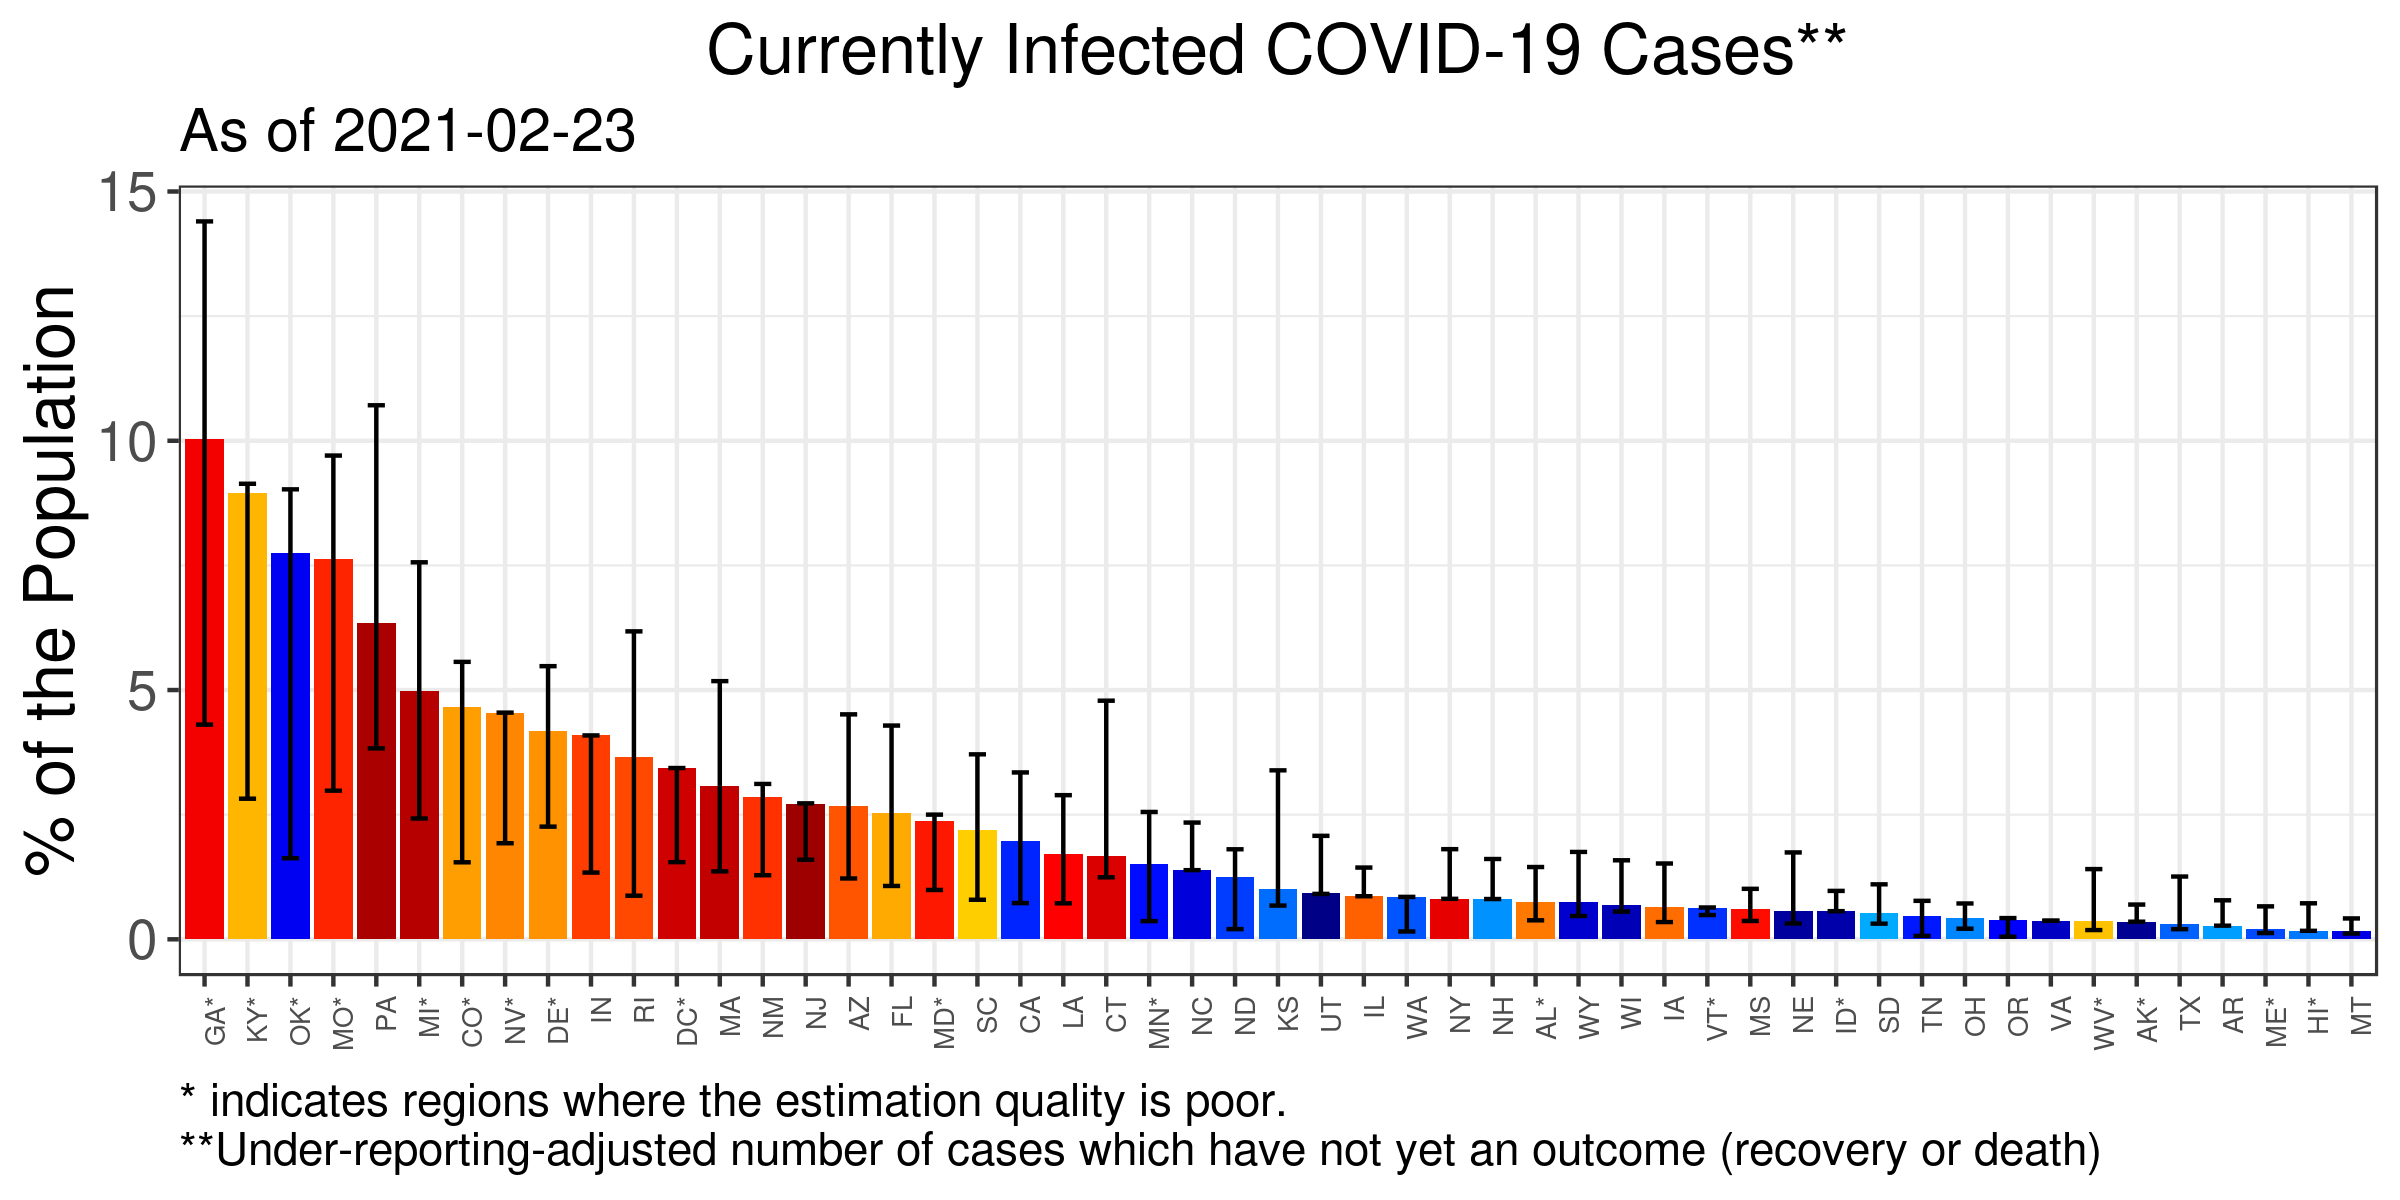 Currently Infected COVID-19 Cases**
As of 2021-02-23
% of the Population
15
10
5
0
GA* KY* OK* MO* PA MI* CO* NV* DE* IN RI DC* MA NM NJ AZ FL MD* SC CA LA CT MN* NC ND KS UT IL WA NY NH AL* WY WI IA VT* MS NE ID* SD TN OH OR VA WV* AK* TX AR ME* HI* MT
* indicates regions where the estimation quality is poor.
**Under-reporting-adjusted number of cases which have not yet an outcome (recovery or death)